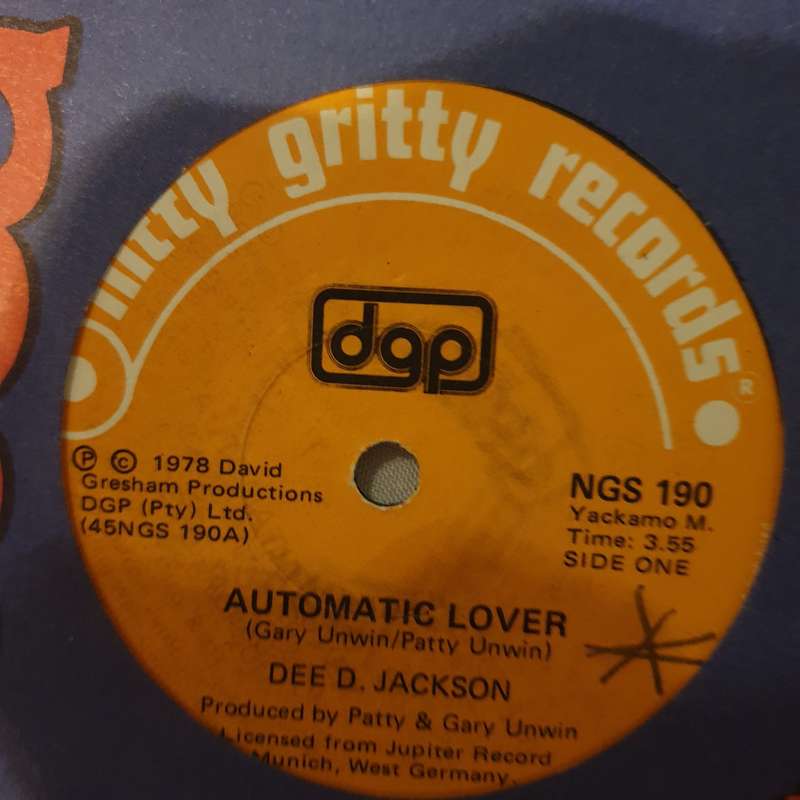 nitty gritty records
®
dgp
Ⓟ © 1978 David
Gresham Productions
DGP (Pty) Ltd.
(45NGS 190A)
NGS 190
Yackamo M.
Time: 3.55
SIDE ONE
AUTOMATIC LOVER
(Gary Unwin/Patty Unwin)
DEE D. JACKSON
Produced by Patty & Gary Unwin
Licensed from Jupiter Record
Munich, West Germany.